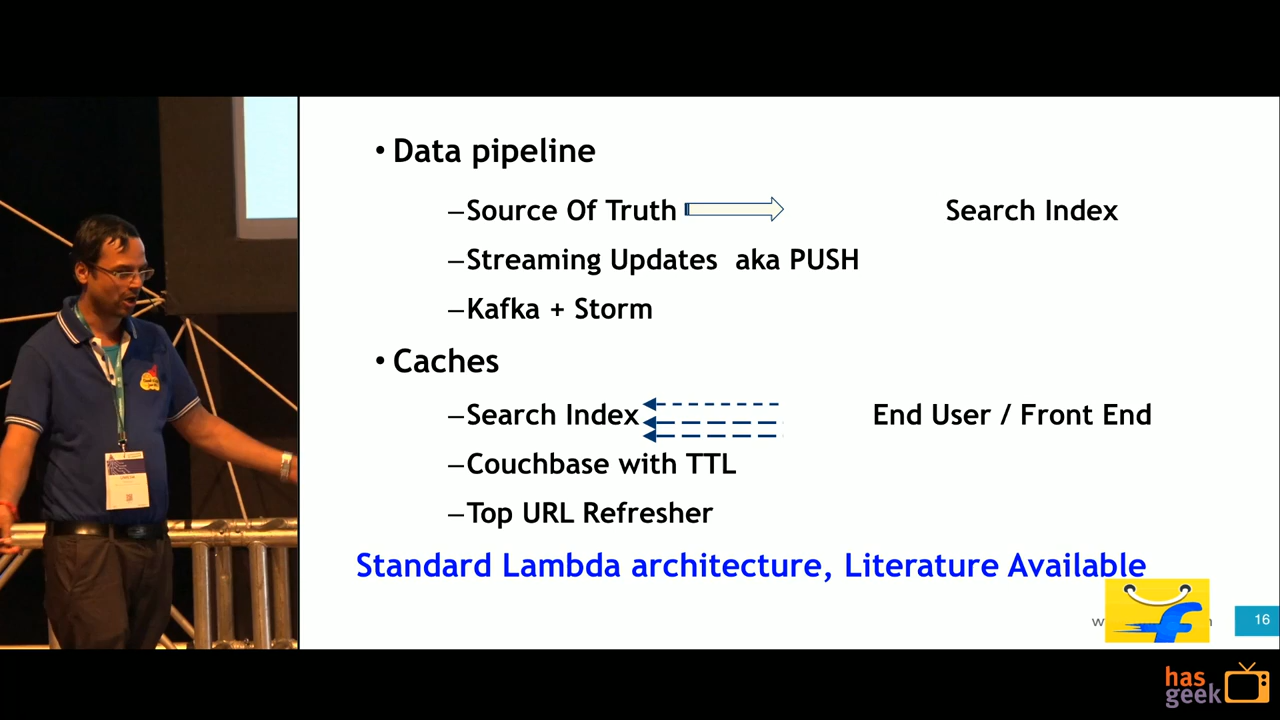 • Data pipeline
–Source Of Truth Search Index
–Streaming Updates aka PUSH
–Kafka + Storm
• Caches
–Search Index End User / Front End
–Couchbase with TTL
–Top URL Refresher
Standard Lambda architecture, Literature Available
16
has
geek